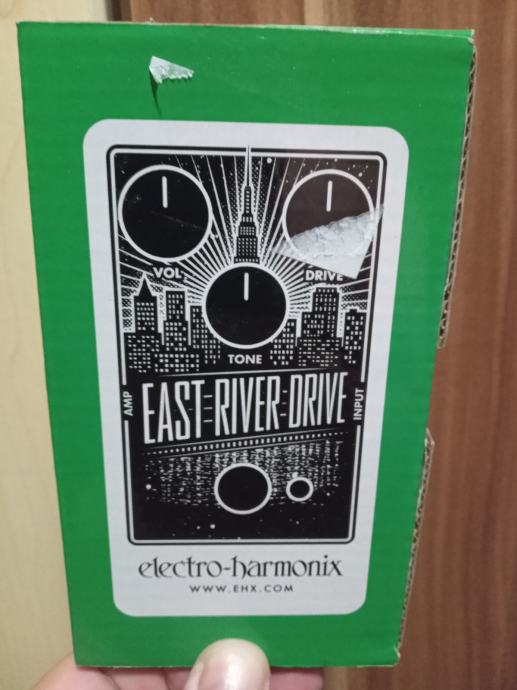 VOL
DRIVE
TONE
AMP
INPUT
EAST RIVER DRIVE
electro-harmonix
WWW.EHX.COM